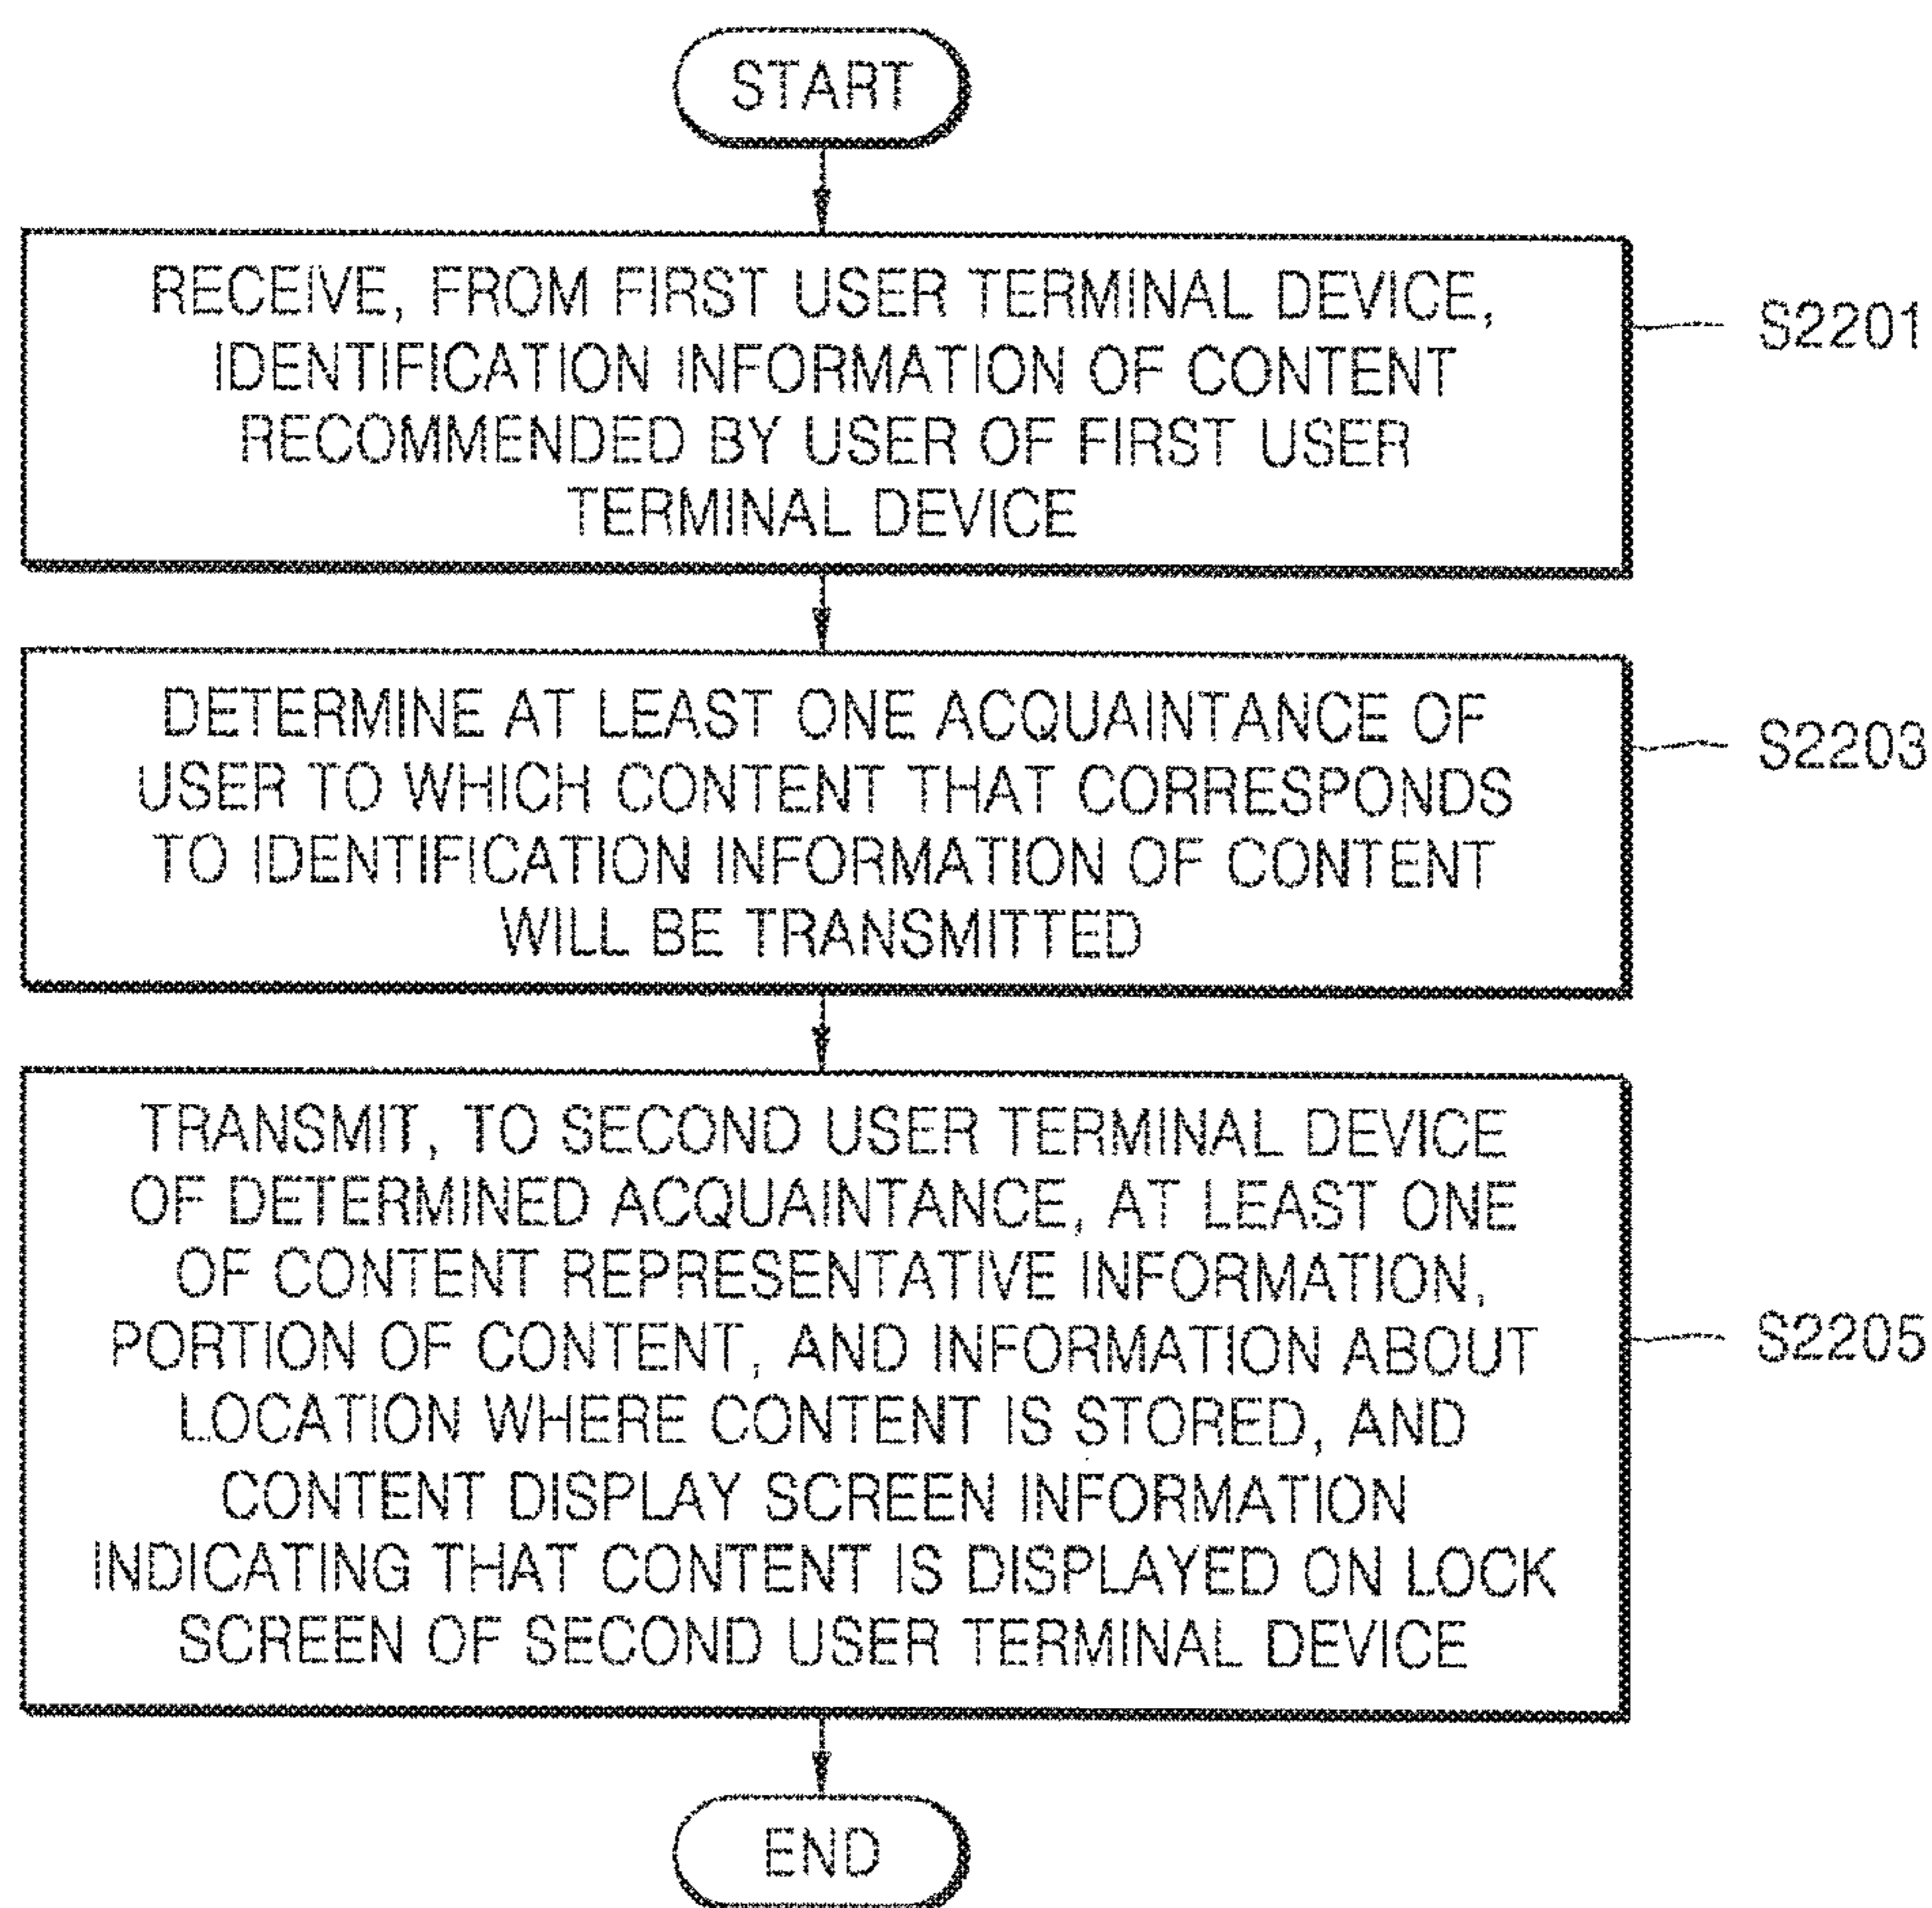 START
RECEIVE, FROM FIRST USER TERMINAL DEVICE,
IDENTIFICATION INFORMATION OF CONTENT
RECOMMENDED BY USER OF FIRST USER
TERMINAL DEVICE
S2201
DETERMINE AT LEAST ONE ACQUAINTANCE OF
USER TO WHICH CONTENT THAT CORRESPONDS
TO IDENTIFICATION INFORMATION OF CONTENT
WILL BE TRANSMITTED
S2203
TRANSMIT, TO SECOND USER TERMINAL DEVICE
OF DETERMINED ACQUAINTANCE, AT LEAST ONE
OF CONTENT REPRESENTATIVE INFORMATION,
PORTION OF CONTENT, AND INFORMATION ABOUT
LOCATION WHERE CONTENT IS STORED, AND
CONTENT DISPLAY SCREEN INFORMATION
INDICATING THAT CONTENT IS DISPLAYED ON LOCK
SCREEN OF SECOND USER TERMINAL DEVICE
S2205
END